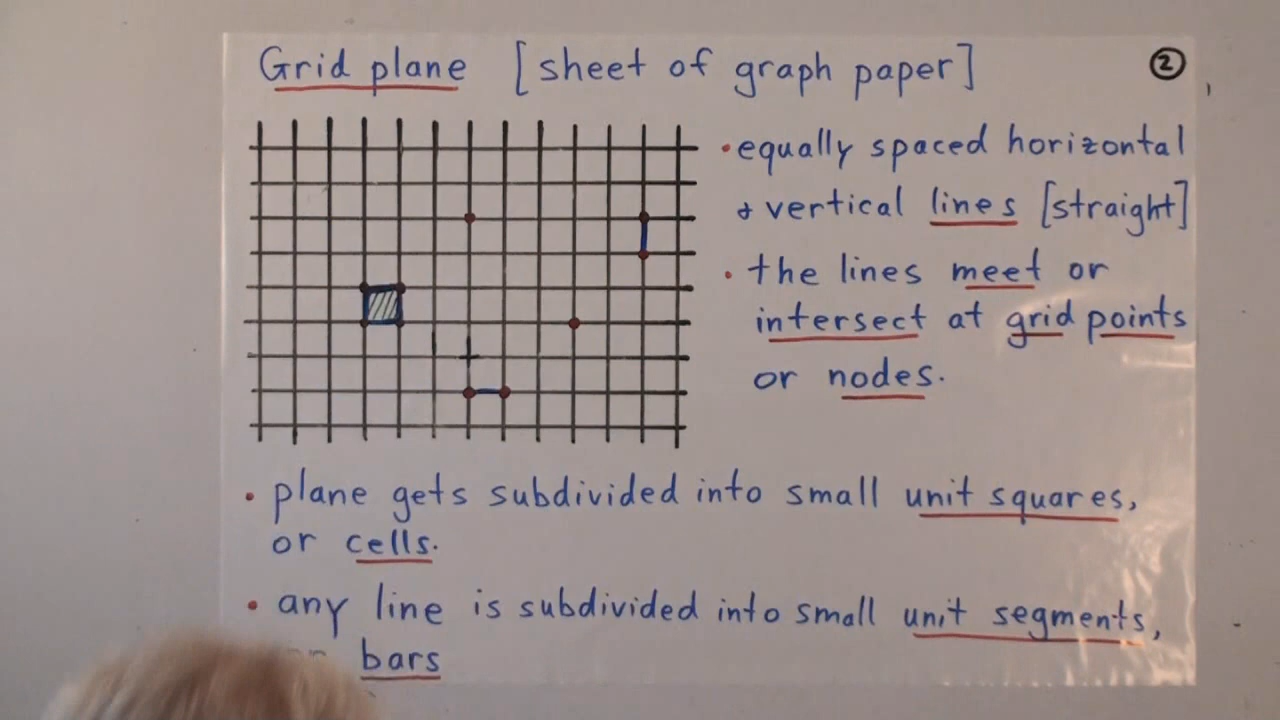 Grid plane [sheet of graph paper]
②
• equally spaced horizontal
& vertical lines [straight]
• the lines meet or
intersect at grid points
or nodes.
• plane gets subdivided into small unit squares,
or cells.
• any line is subdivided into small unit segments,
bars